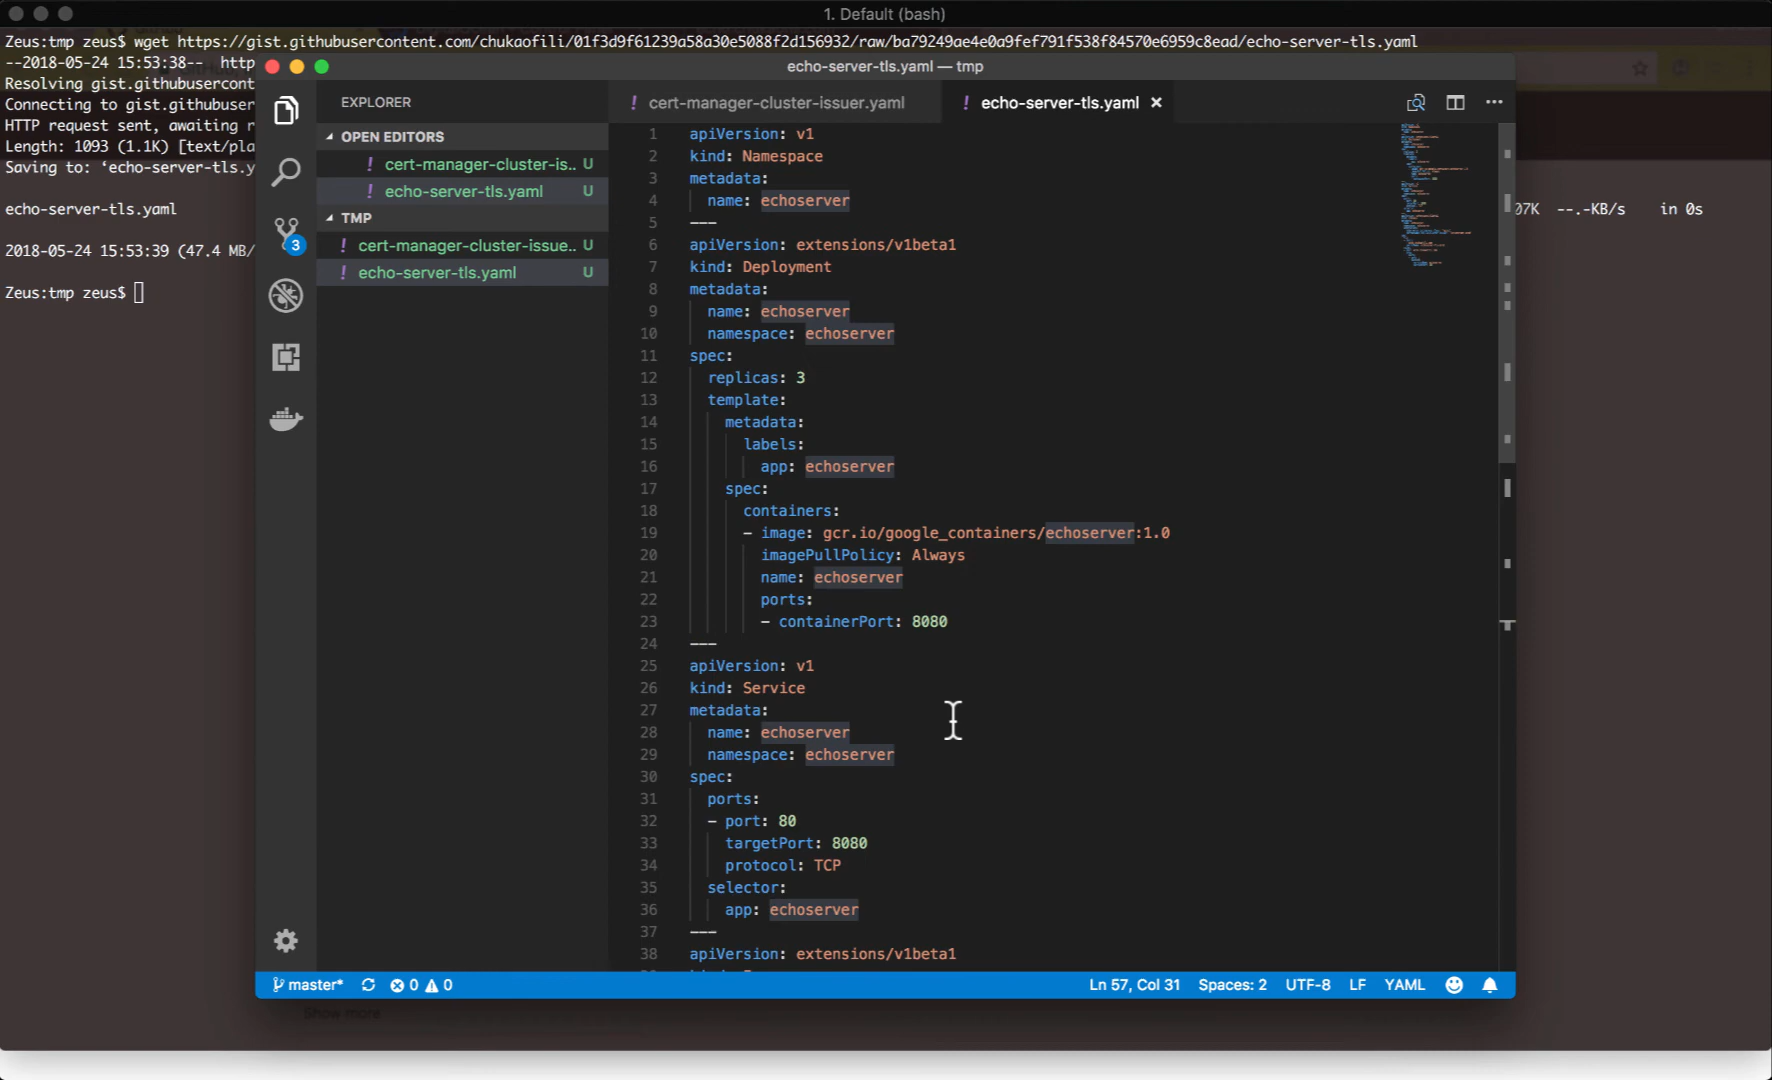 1. Default (bash)
Zeus:tmp zeus$ wget https://gist.githubusercontent.com/chukaofili/01f3d9f61239a58a30e5088f2d156932/raw/ba79249ae4e0a9fef791f538f84570e6959c8ead/echo-server-tls.yaml
--2018-05-24 15:53:38-- http
Resolving gist.githubusercont
Connecting to gist.githubuser
HTTP request sent, awaiting r
Length: 1093 (1.1K) [text/pla
Saving to: ‘echo-server-tls.y
echo-server-tls.yaml
07K --.-KB/s in 0s
2018-05-24 15:53:39 (47.4 MB/
Zeus:tmp zeus$
echo-server-tls.yaml — tmp
EXPLORER
OPEN EDITORS
! cert-manager-cluster-is.. U
! echo-server-tls.yaml U
TMP
! cert-manager-cluster-issue.. U
! echo-server-tls.yaml U
3
! cert-manager-cluster-issuer.yaml
! echo-server-tls.yaml ×
1 apiVersion: v1
2 kind: Namespace
3 metadata:
4 name: echoserver
5 ---
6 apiVersion: extensions/v1beta1
7 kind: Deployment
8 metadata:
9 name: echoserver
10 namespace: echoserver
11 spec:
12 replicas: 3
13 template:
14 metadata:
15 labels:
16 app: echoserver
17 spec:
18 containers:
19 - image: gcr.io/google_containers/echoserver:1.0
20 imagePullPolicy: Always
21 name: echoserver
22 ports:
23 - containerPort: 8080
24 ---
25 apiVersion: v1
26 kind: Service
27 metadata:
28 name: echoserver
29 namespace: echoserver
30 spec:
31 ports:
32 - port: 80
33 targetPort: 8080
34 protocol: TCP
35 selector:
36 app: echoserver
37 ---
38 apiVersion: extensions/v1beta1
master* 0 0
Ln 57, Col 31 Spaces: 2 UTF-8 LF YAML
Show more